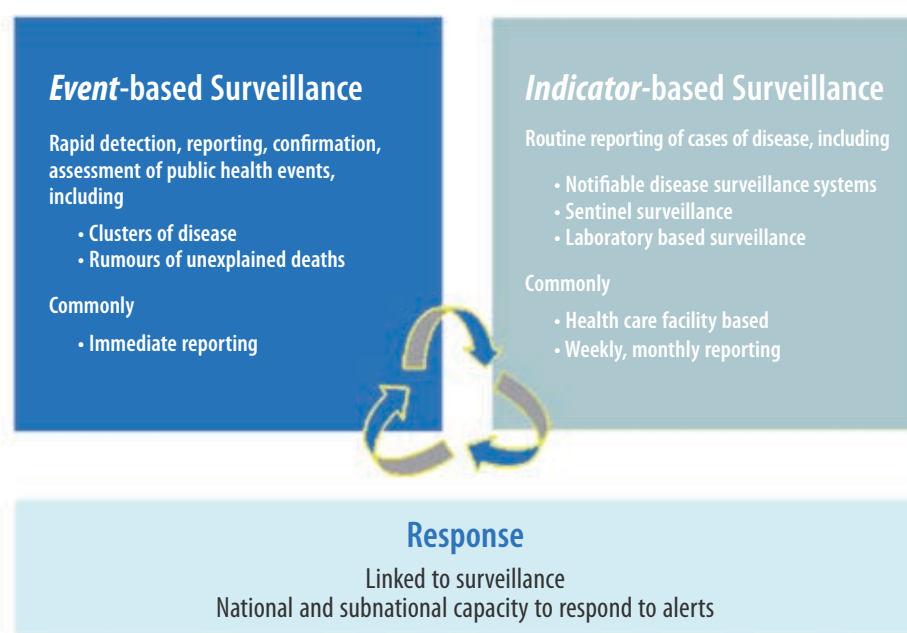 Event-based Surveillance
Rapid detection, reporting, confirmation,
assessment of public health events,
including
• Clusters of disease
• Rumours of unexplained deaths
Commonly
• Immediate reporting
Indicator-based Surveillance
Routine reporting of cases of disease, including
• Notifiable disease surveillance systems
• Sentinel surveillance
• Laboratory based surveillance
Commonly
• Health care facility based
• Weekly, monthly reporting
Response
Linked to surveillance
National and subnational capacity to respond to alerts